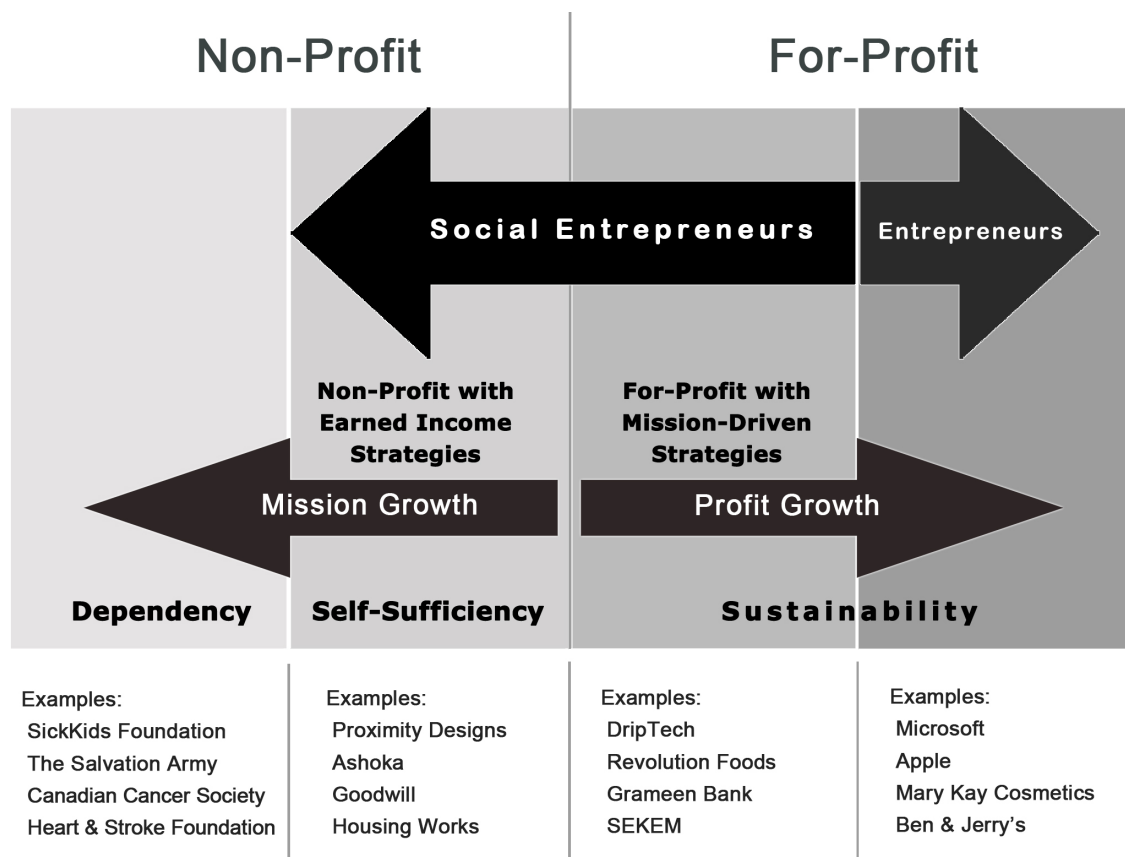 Non-Profit
For-Profit
Social Entrepreneurs
Entrepreneurs
Non-Profit with
Earned Income
Strategies
For-Profit with
Mission-Driven
Strategies
Mission Growth
Profit Growth
Dependency
Self-Sufficiency
Sustainability
Examples:
SickKids Foundation
The Salvation Army
Canadian Cancer Society
Heart & Stroke Foundation
Examples:
Proximity Designs
Ashoka
Goodwill
Housing Works
Examples:
DripTech
Revolution Foods
Grameen Bank
SEKEM
Examples:
Microsoft
Apple
Mary Kay Cosmetics
Ben & Jerry's